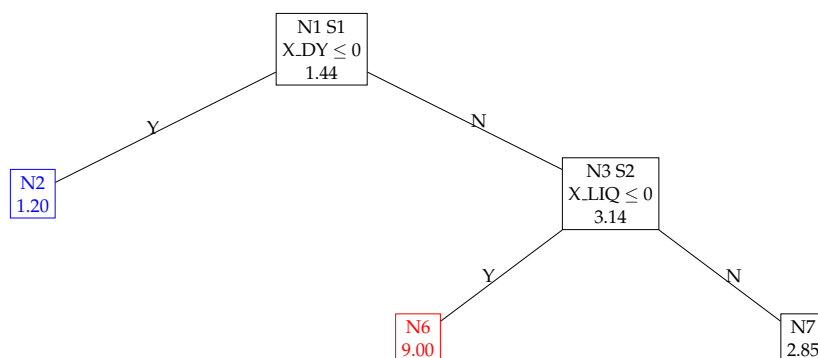 N1 S1
X_DY ≤ 0
1.44
Y
N
N2
1.20
N3 S2
X_LIQ ≤ 0
3.14
Y
N
N6
9.00
N7
2.85